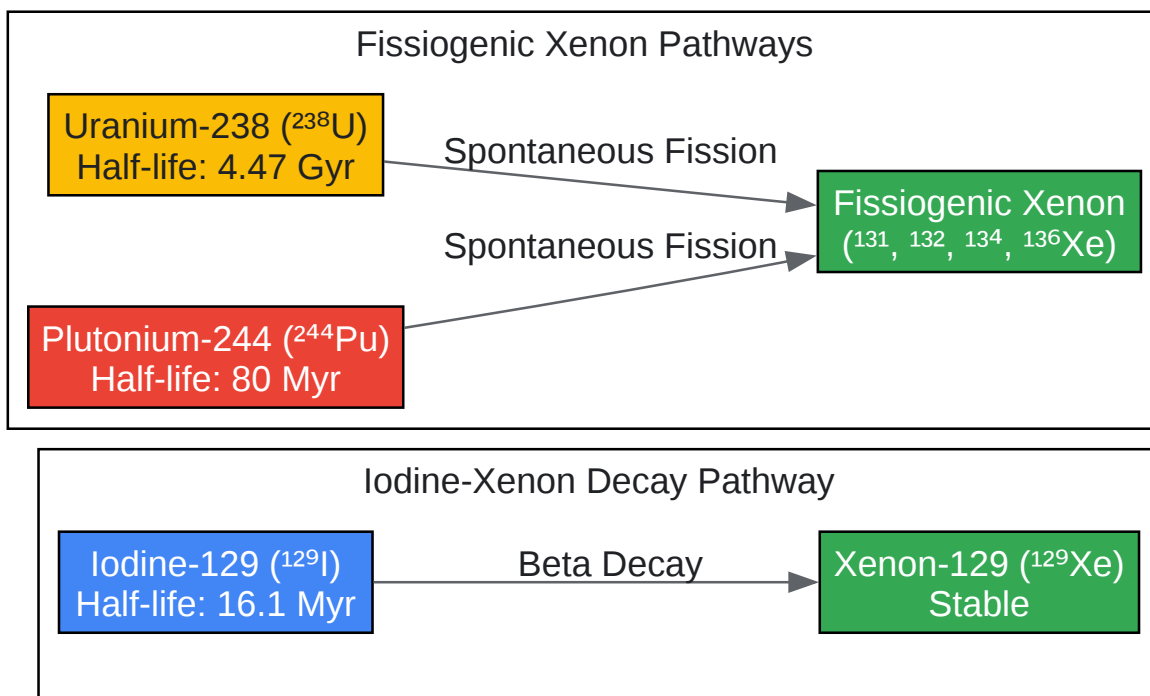 Fissiogenic Xenon Pathways
Uranium-238 (²³⁸U)
Half-life: 4.47 Gyr
Spontaneous Fission
Fissiogenic Xenon
(¹³¹, ¹³², ¹³⁴, ¹³⁶Xe)
Spontaneous Fission
Plutonium-244 (²⁴⁴Pu)
Half-life: 80 Myr
Iodine-Xenon Decay Pathway
Iodine-129 (¹²⁹I)
Half-life: 16.1 Myr
Beta Decay
Xenon-129 (¹²⁹Xe)
Stable